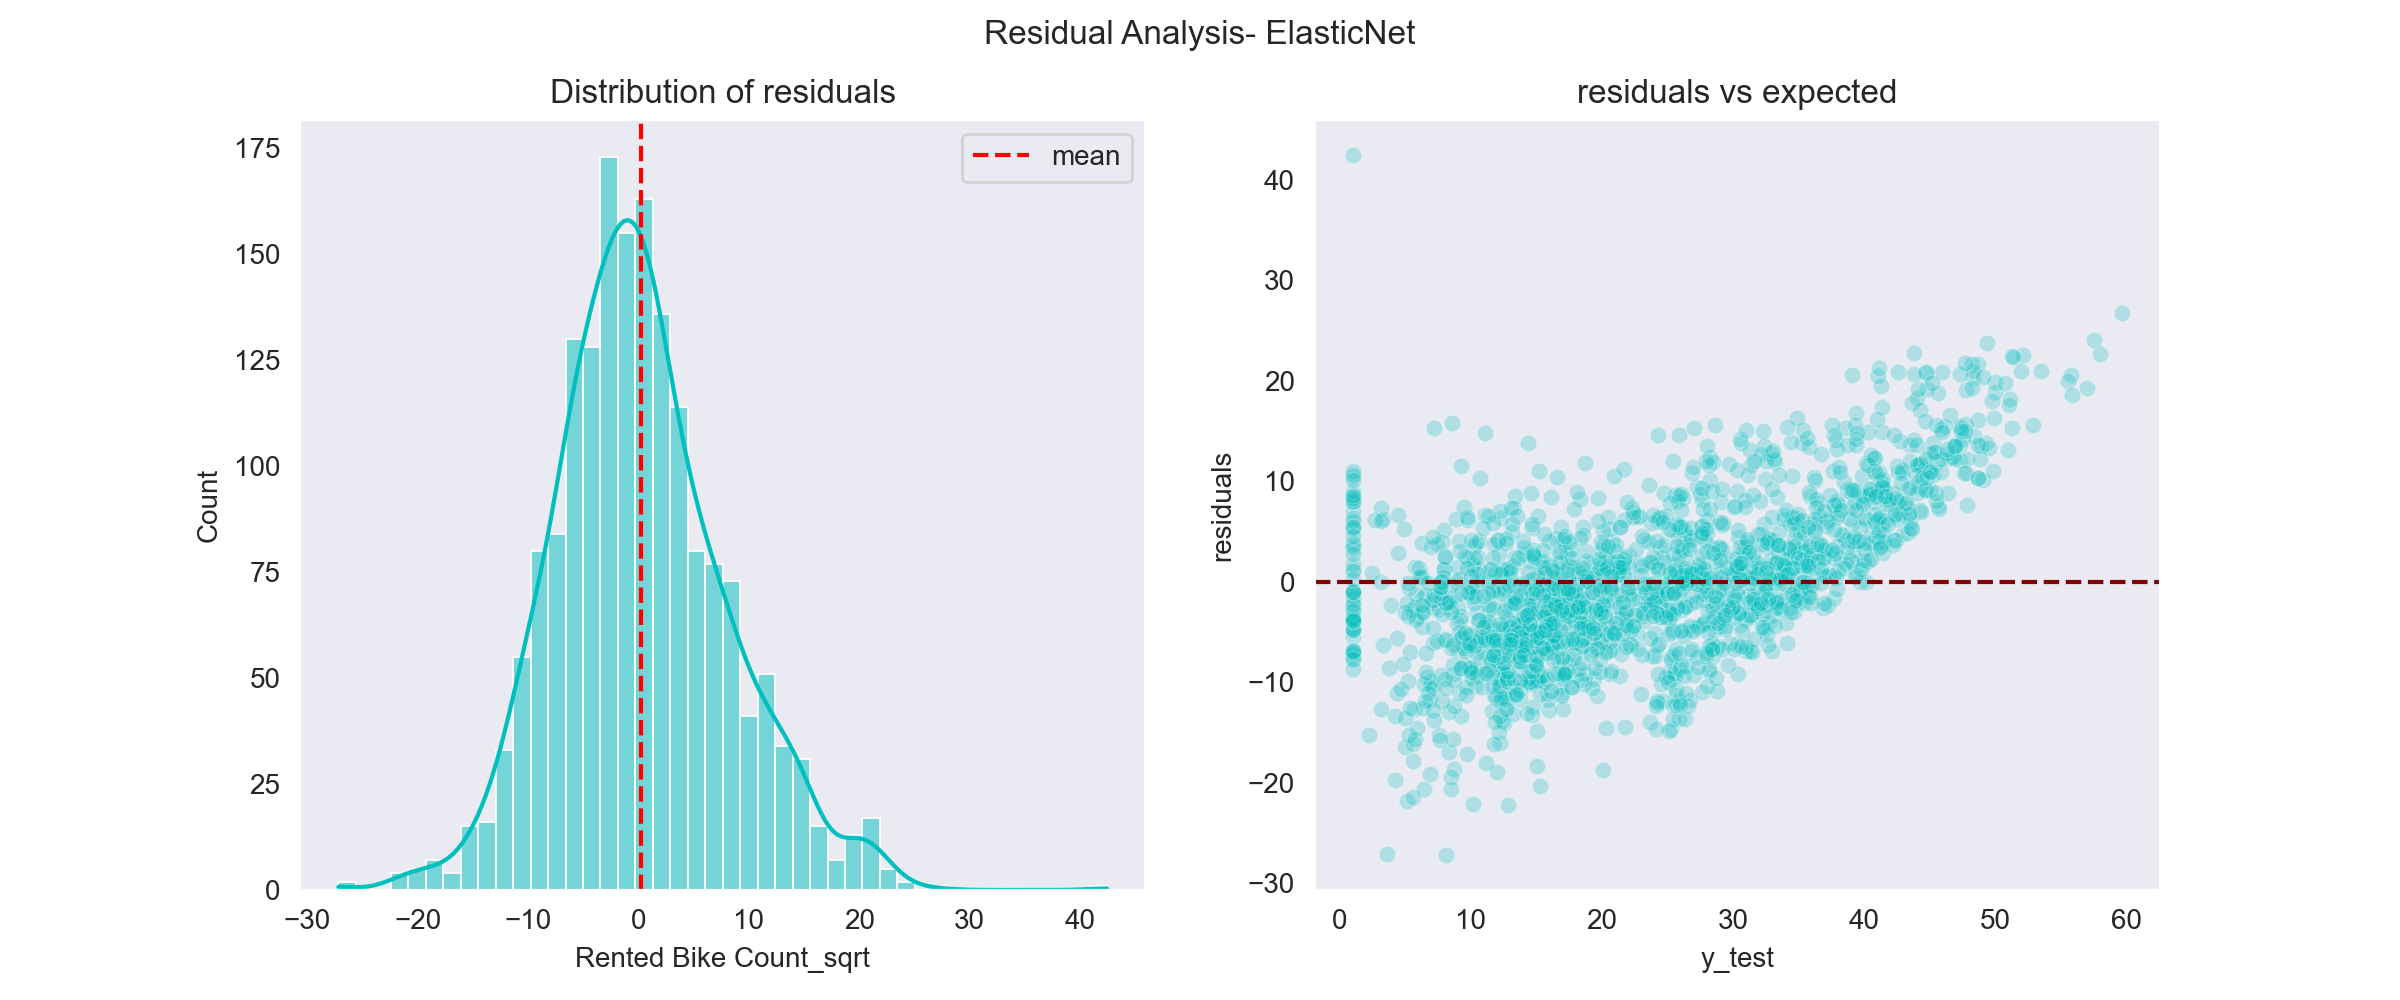 Residual Analysis- ElasticNet
Distribution of residuals
175
150
125
100
75
50
25
0
Count
mean
−30 −20 −10 0 10 20 30 40
Rented Bike Count_sqrt
residuals vs expected
40
30
20
10
0
−10
−20
−30
residuals
0 10 20 30 40 50 60
y_test